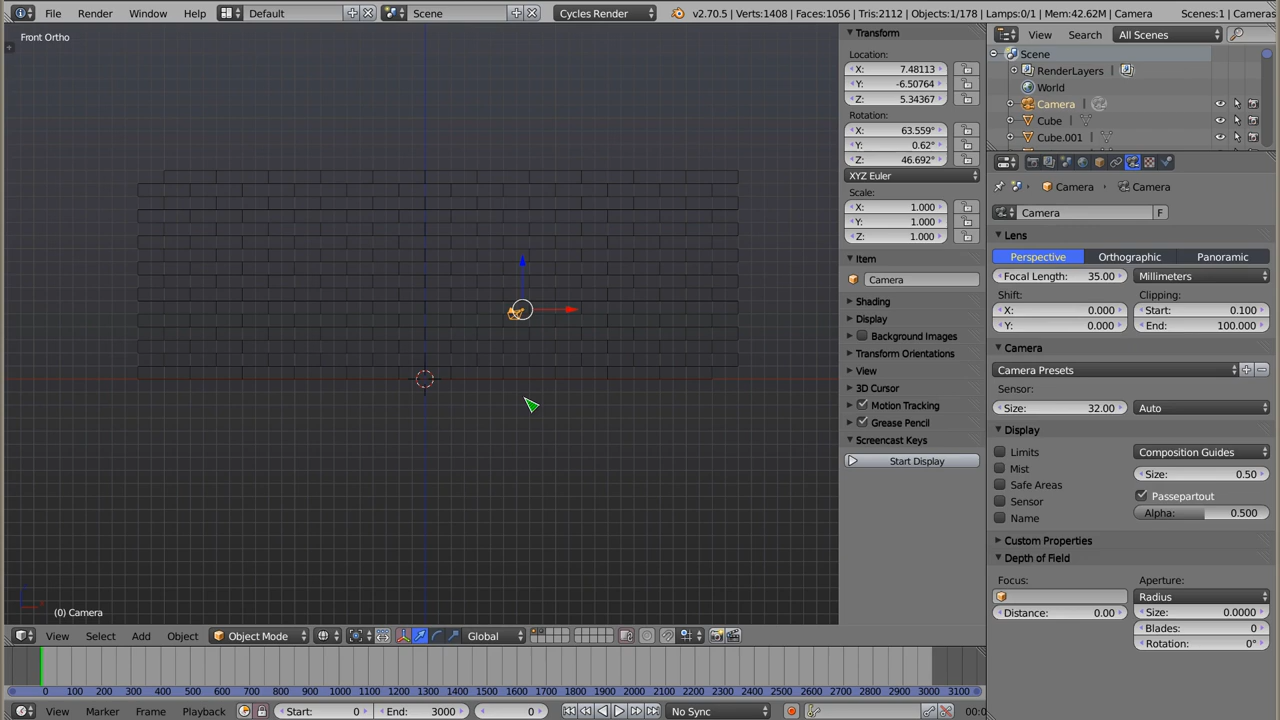 File Render Window Help Default Scene Cycles Render v2.70.5 | Verts:1408 | Faces:1056 | Tris:2112 | Objects:1/178 | Lamps:0/1 | Mem:42.62M | Camera Scenes:1 | Cameras
Front Ortho
Transform
Location:
X: 7.48113
Y: -6.50764
Z: 5.34367
Rotation:
X: 63.559°
Y: 0.62°
Z: 46.692°
XYZ Euler
Scale:
X: 1.000
Y: 1.000
Z: 1.000
Item
Camera
Shading
Display
Background Images
Transform Orientations
View
3D Cursor
Motion Tracking
Grease Pencil
Screencast Keys
Start Display
View Search All Scenes
Scene
RenderLayers
World
Camera
Cube
Cube.001
Camera Camera
Camera F
Lens
Perspective Orthographic Panoramic
Focal Length: 35.00 Millimeters
Shift: Clipping:
X: 0.000 Start: 0.100
Y: 0.000 End: 100.000
Camera
Camera Presets
Sensor:
Size: 32.00 Auto
Display
Limits Composition Guides
Mist Size: 0.50
Safe Areas Passepartout
Sensor Alpha: 0.500
Name
Custom Properties
Depth of Field
Focus: Aperture:
Radius
Distance: 0.00 Size: 0.0000
Blades: 0
Rotation: 0°
(0) Camera
View Select Add Object Object Mode Global
0 100 200 300 400 500 600 700 800 900 1000 1100 1200 1300 1400 1500 1600 1700 1800 1900 2000 2100 2200 2300 2400 2500 2600 2700 2800 2900 3000 3100
View Marker Frame Playback Start: 0 End: 3000 0 No Sync 00:0